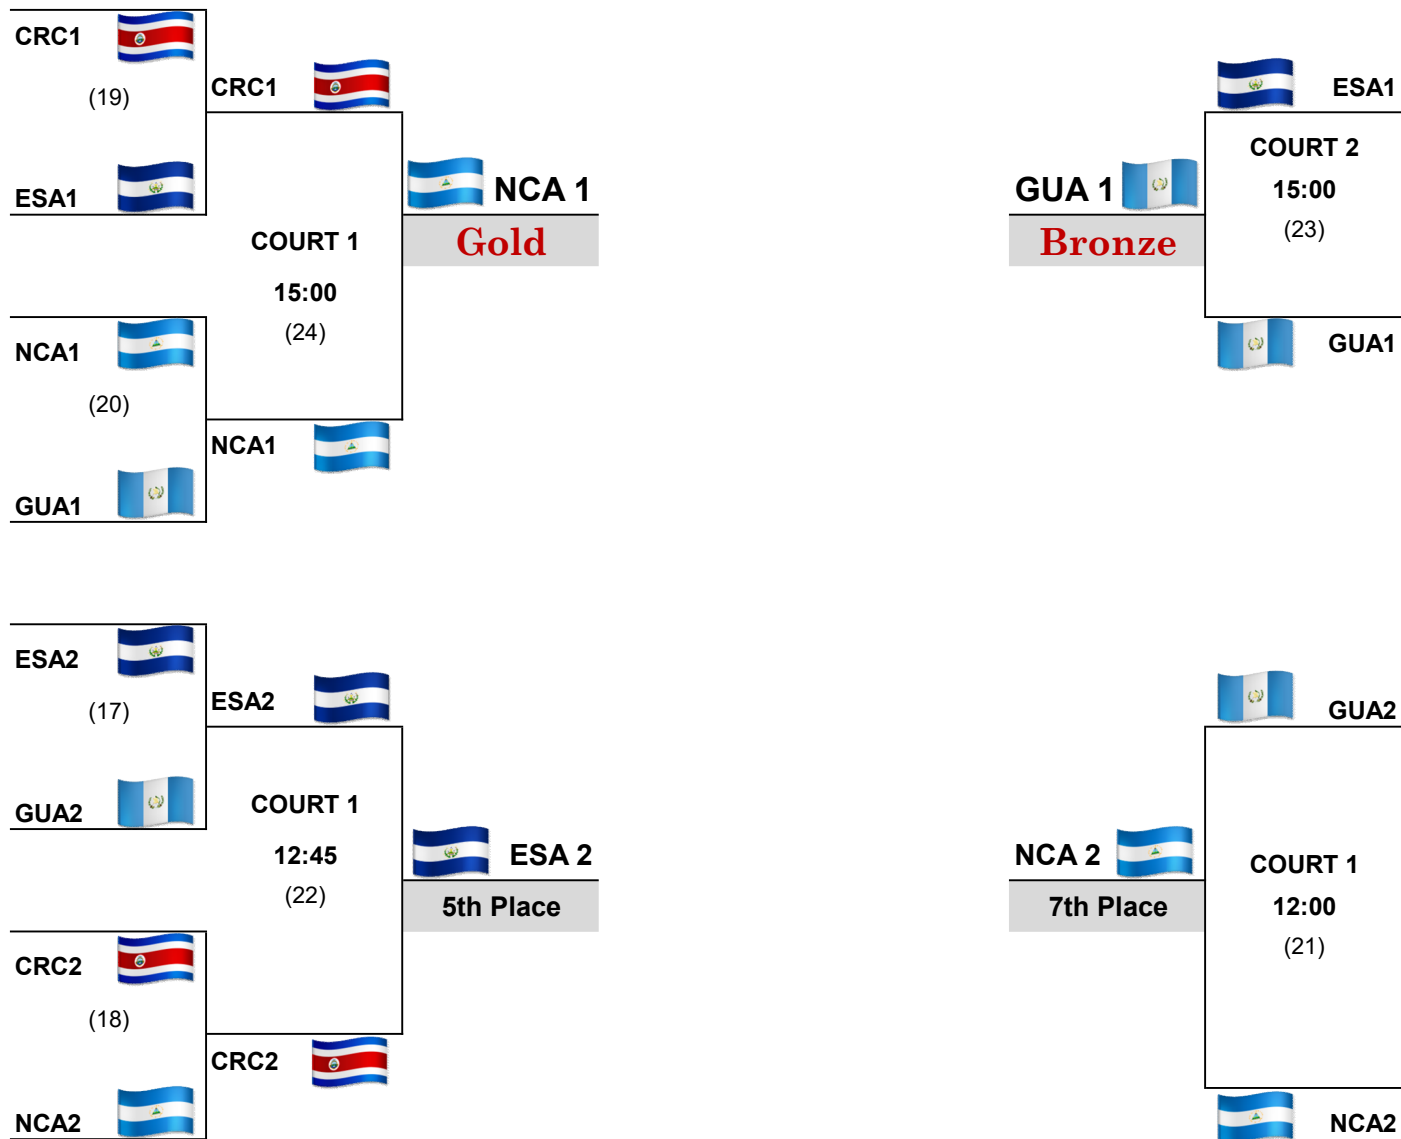 CRC1
(19)
ESA1
CRC1
COURT 1
15:00
(24)
NCA1
(20)
GUA1
NCA1
NCA 1
Gold
ESA1
COURT 2
15:00
(23)
GUA 1
Bronze
GUA1
ESA2
(17)
GUA2
ESA2
COURT 1
12:45
(22)
CRC2
(18)
NCA2
CRC2
ESA 2
5th Place
GUA2
NCA 2
7th Place
COURT 1
12:00
(21)
NCA2